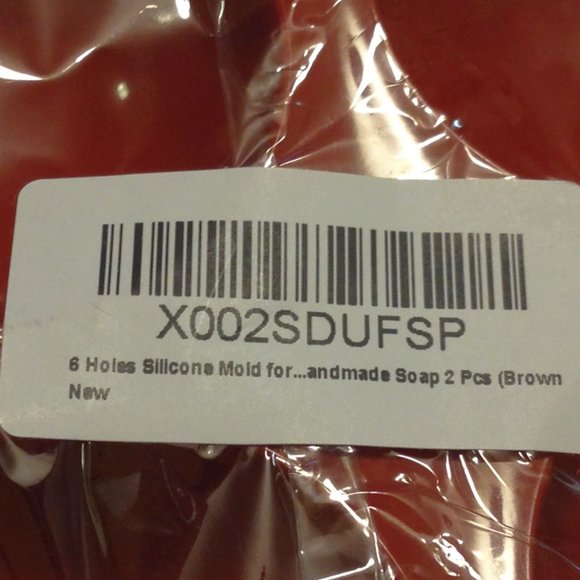 X002SDUFSP
6 Holes Silicone Mold for...andmade Soap 2 Pcs (Brown
New